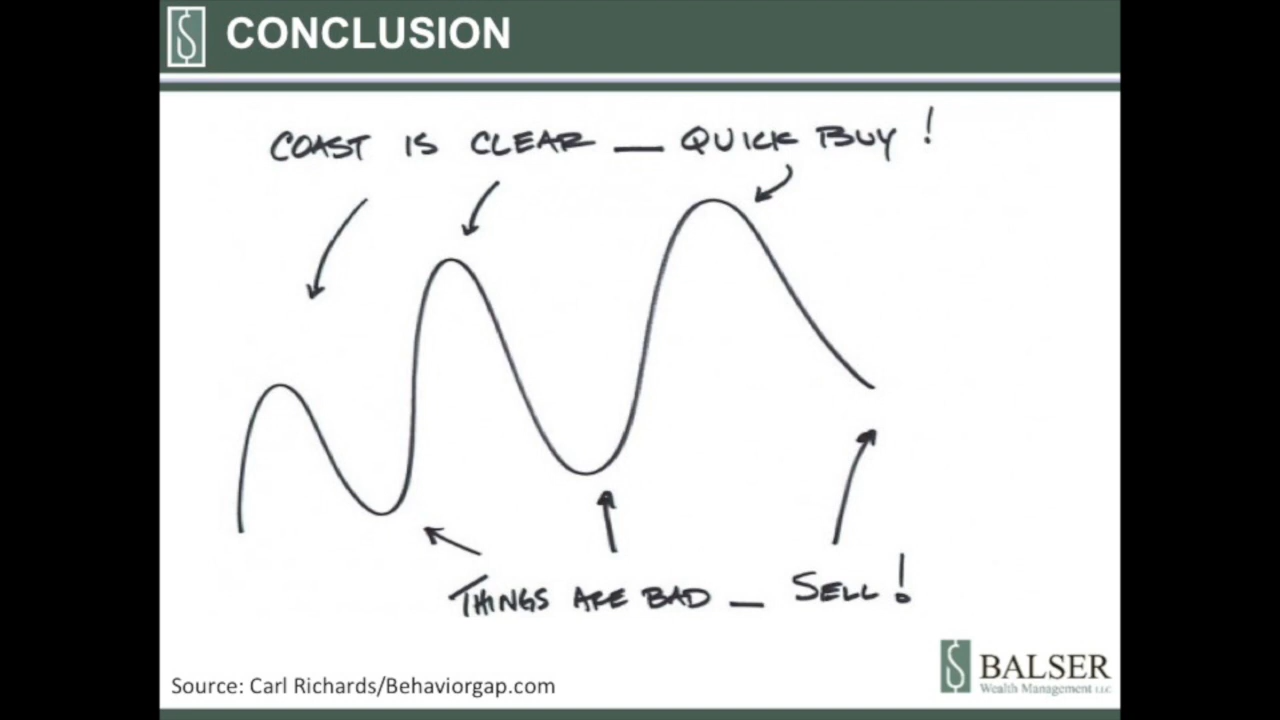 CONCLUSION
COAST IS CLEAR — QUICK BUY!
THINGS ARE BAD — SELL!
BALSER
Wealth Management LLC
Source: Carl Richards/Behaviorgap.com